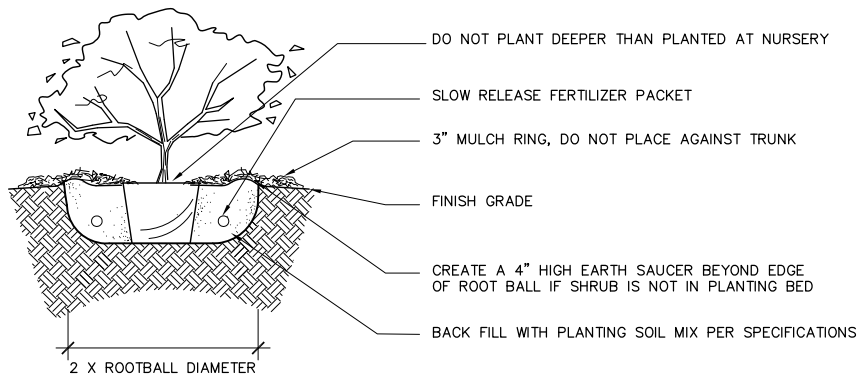 DO NOT PLANT DEEPER THAN PLANTED AT NURSERY
SLOW RELEASE FERTILIZER PACKET
3" MULCH RING, DO NOT PLACE AGAINST TRUNK
FINISH GRADE
CREATE A 4" HIGH EARTH SAUCER BEYOND EDGE
OF ROOT BALL IF SHRUB IS NOT IN PLANTING BED
BACK FILL WITH PLANTING SOIL MIX PER SPECIFICATIONS
2 X ROOTBALL DIAMETER